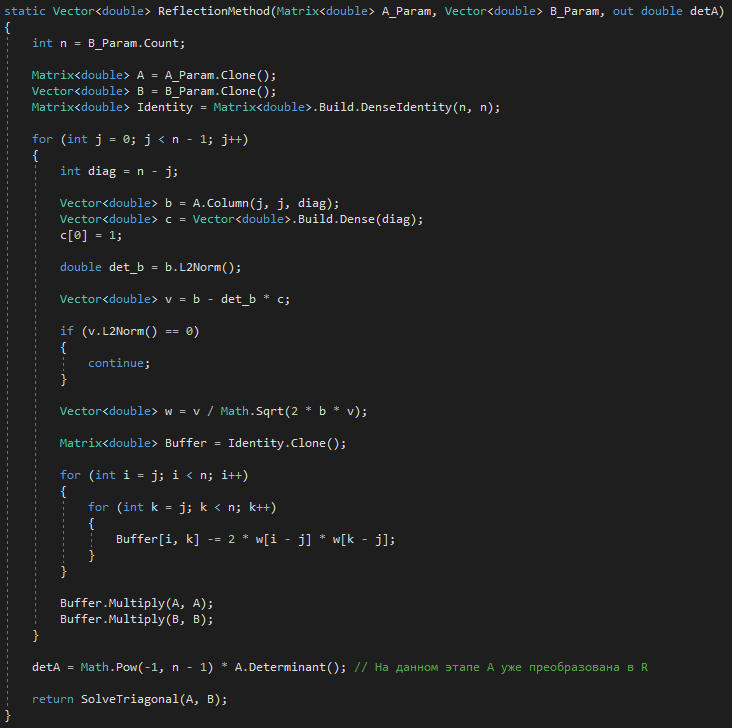 static Vector<double> ReflectionMethod(Matrix<double> A_Param, Vector<double> B_Param, out double detA)
{
int n = B_Param.Count;
Matrix<double> A = A_Param.Clone();
Vector<double> B = B_Param.Clone();
Matrix<double> Identity = Matrix<double>.Build.DenseIdentity(n, n);
for (int j = 0; j < n - 1; j++)
{
int diag = n - j;
Vector<double> b = A.Column(j, j, diag);
Vector<double> c = Vector<double>.Build.Dense(diag);
c[0] = 1;
double det_b = b.L2Norm();
Vector<double> v = b - det_b * c;
if (v.L2Norm() == 0)
{
continue;
}
Vector<double> w = v / Math.Sqrt(2 * b * v);
Matrix<double> Buffer = Identity.Clone();
for (int i = j; i < n; i++)
{
for (int k = j; k < n; k++)
{
Buffer[i, k] -= 2 * w[i - j] * w[k - j];
}
}
Buffer.Multiply(A, A);
Buffer.Multiply(B, B);
}
detA = Math.Pow(-1, n - 1) * A.Determinant(); // На данном этапе A уже преобразована в R
return SolveTriagonal(A, B);
}